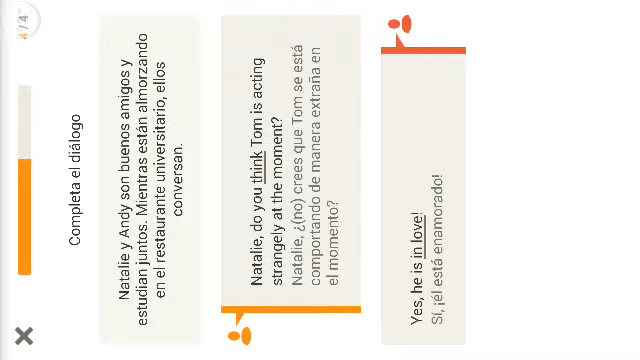 4 / 4
Completa el diálogo
Natalie y Andy son buenos amigos y
estudian juntos. Mientras están almorzando
en el restaurante universitario, ellos
conversan.
Natalie, do you think Tom is acting
strangely at the moment?
Natalie, ¿(no) crees que Tom se está
comportando de manera extraña en
el momento?
Yes, he is in love!
Sí, ¡él está enamorado!